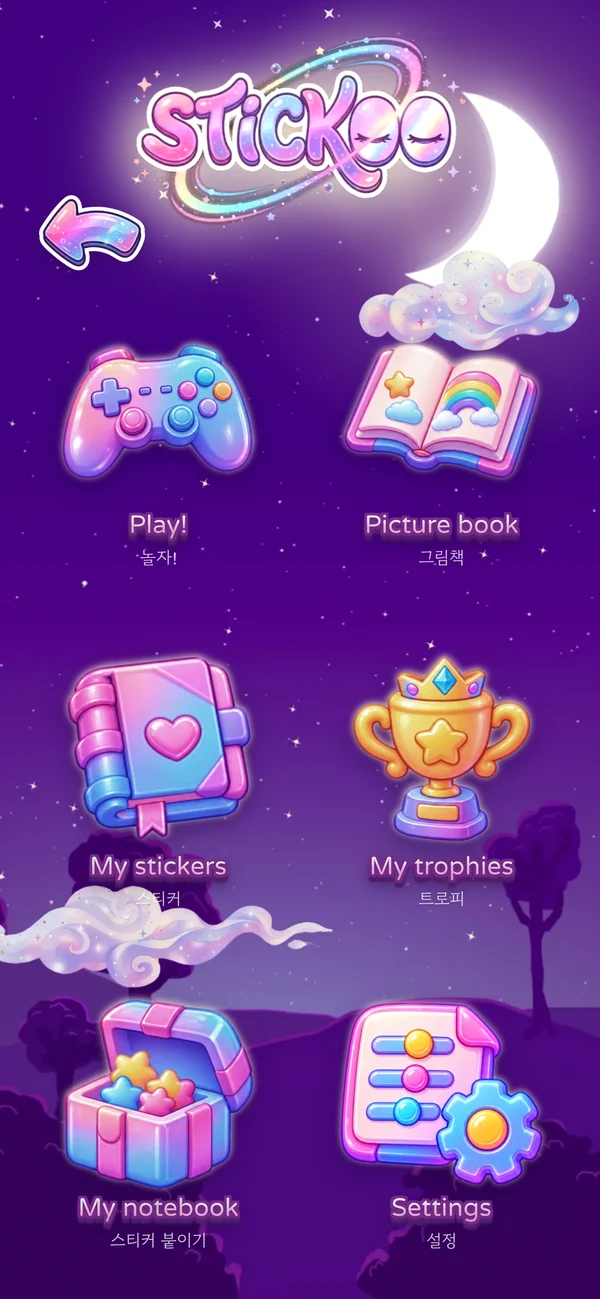 STiCKOO
Play!
놀자!
Picture book
그림책
My stickers
스티커
My trophies
트로피
My notebook
스티커 붙이기
Settings
설정